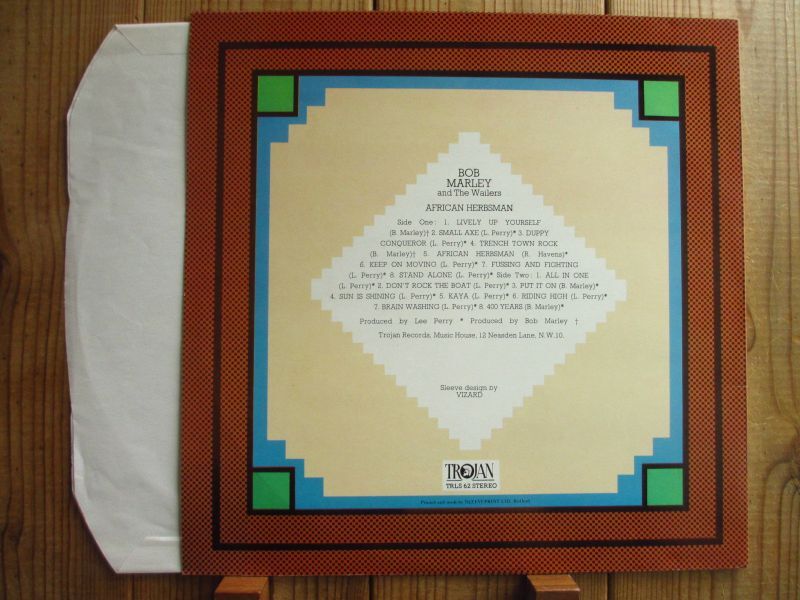 BOB
MARLEY
and The Wailers
AFRICAN HERBSMAN
Side One: 1. LIVELY UP YOURSELF
(B. Marley)† 2. SMALL AXE (L. Perry)* 3. DUPPY
CONQUEROR (L. Perry)* 4. TRENCH TOWN ROCK
(B. Marley)† 5. AFRICAN HERBSMAN (R. Havens)*
6. KEEP ON MOVING (L. Perry)* 7. FUSSING AND FIGHTING
(L. Perry)* 8. STAND ALONE (L. Perry)* Side Two: 1. ALL IN ONE
(L. Perry)* 2. DON'T ROCK THE BOAT (L. Perry)* 3. PUT IT ON (B. Marley)*
4. SUN IS SHINING (L. Perry)* 5. KAYA (L. Perry)* 6. RIDING HIGH (L. Perry)*
7. BRAIN WASHING (L. Perry)* 8. 400 YEARS (B. Marley)*
Produced by Lee Perry * Produced by Bob Marley †
Trojan Records, Music House, 12 Neasden Lane, N.W.10.
Sleeve design by
VIZARD
TROJAN
TRLS 62 STEREO
Printed and made by